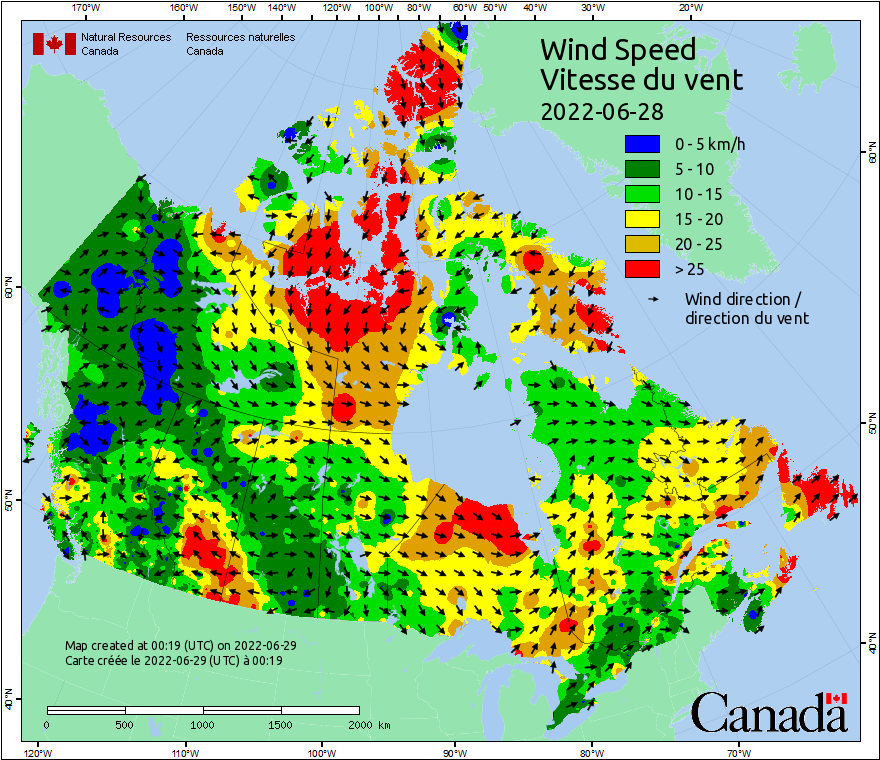 170°W 160°W 150°W 140°W 120°W 100°W 80°W 60°W 50°W 40°W 30°W 20°W
Natural Resources Canada
Ressources naturelles Canada
Wind Speed
Vitesse du vent
2022-06-28
0 - 5 km/h
5 - 10
10 - 15
15 - 20
20 - 25
> 25
Wind direction /
direction du vent
60°N
50°N
40°N
60°N
50°N
40°N
Map created at 00:19 (UTC) on 2022-06-29
Carte créée le 2022-06-29 (UTC) à 00:19
0 500 1000 1500 2000 km
Canada
120°W 110°W 100°W 90°W 80°W 70°W